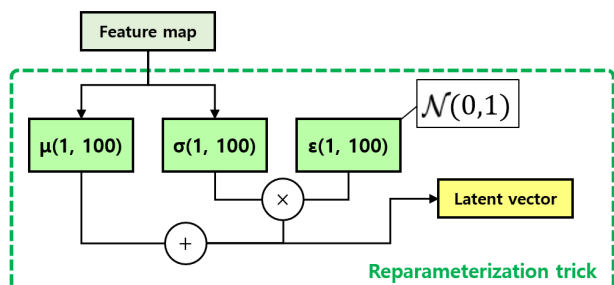 Feature map
μ(1, 100)
σ(1, 100)
ε(1, 100)
𝒩(0,1)
×
+
Latent vector
Reparameterization trick